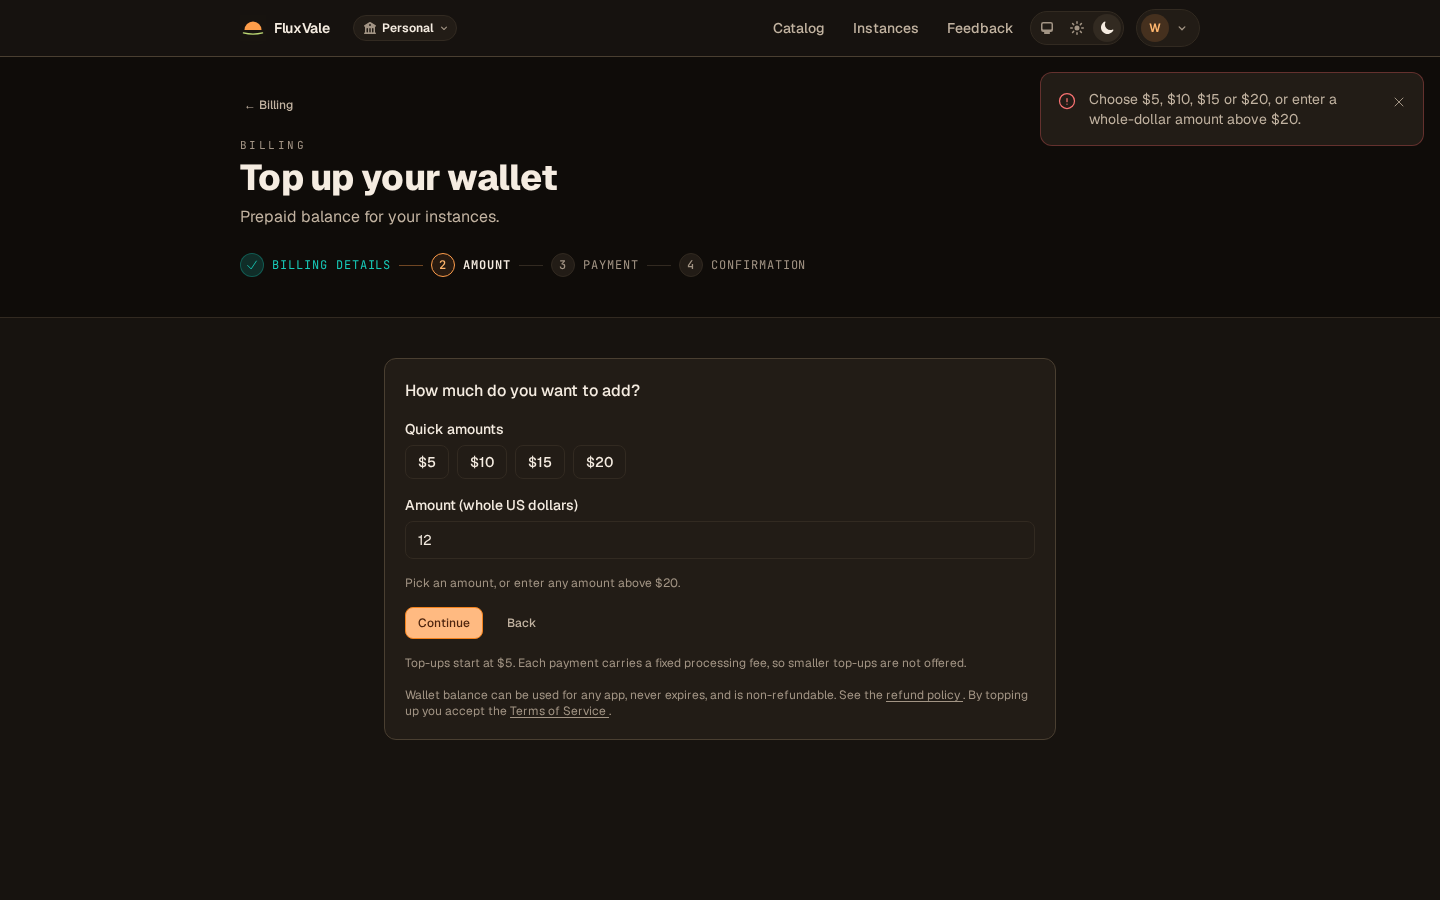 FluxVale
Personal
Catalog
Instances
Feedback
W
Choose $5, $10, $15 or $20, or enter a
whole-dollar amount above $20.
← Billing
BILLING
Top up your wallet
Prepaid balance for your instances.
BILLING DETAILS
2 AMOUNT
3 PAYMENT
4 CONFIRMATION
How much do you want to add?
Quick amounts
$5
$10
$15
$20
Amount (whole US dollars)
12
Pick an amount, or enter any amount above $20.
Continue
Back
Top-ups start at $5. Each payment carries a fixed processing fee, so smaller top-ups are not offered.
Wallet balance can be used for any app, never expires, and is non-refundable. See the refund policy . By topping
up you accept the Terms of Service .